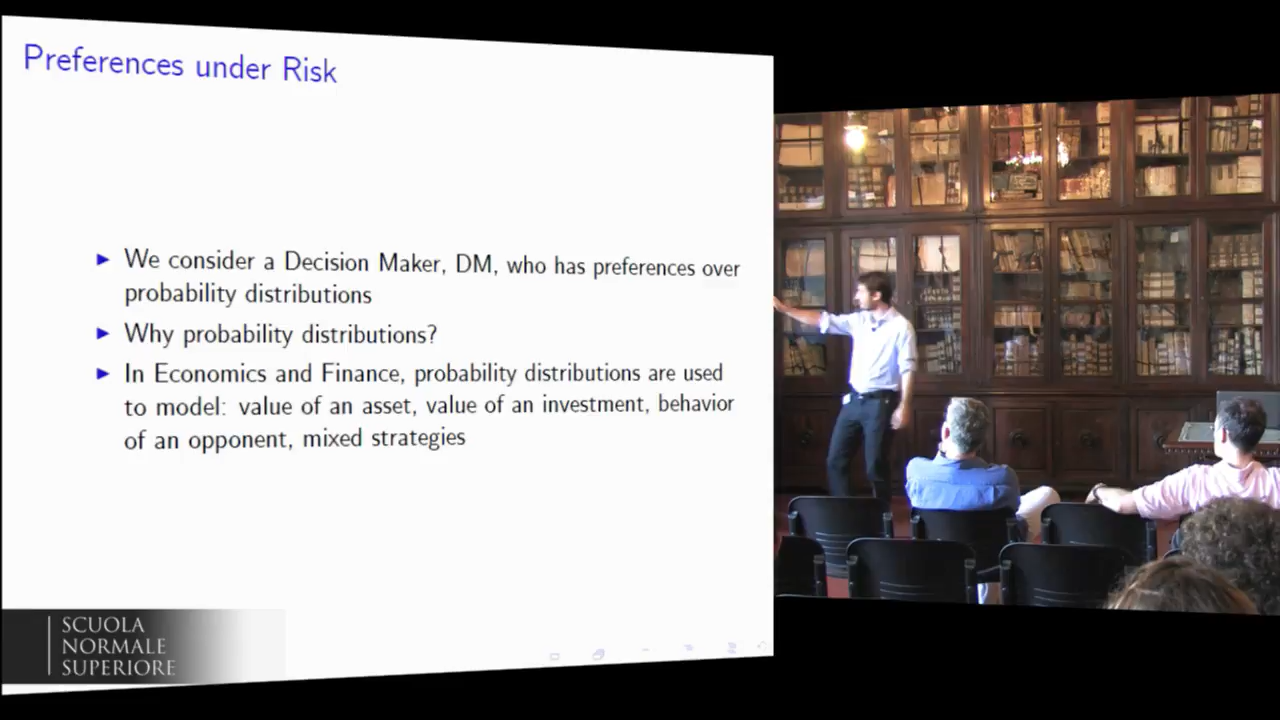 Preferences under Risk
We consider a Decision Maker, DM, who has preferences over
probability distributions
Why probability distributions?
In Economics and Finance, probability distributions are used
to model: value of an asset, value of an investment, behavior
of an opponent, mixed strategies
SCUOLA
NORMALE
SUPERIORE